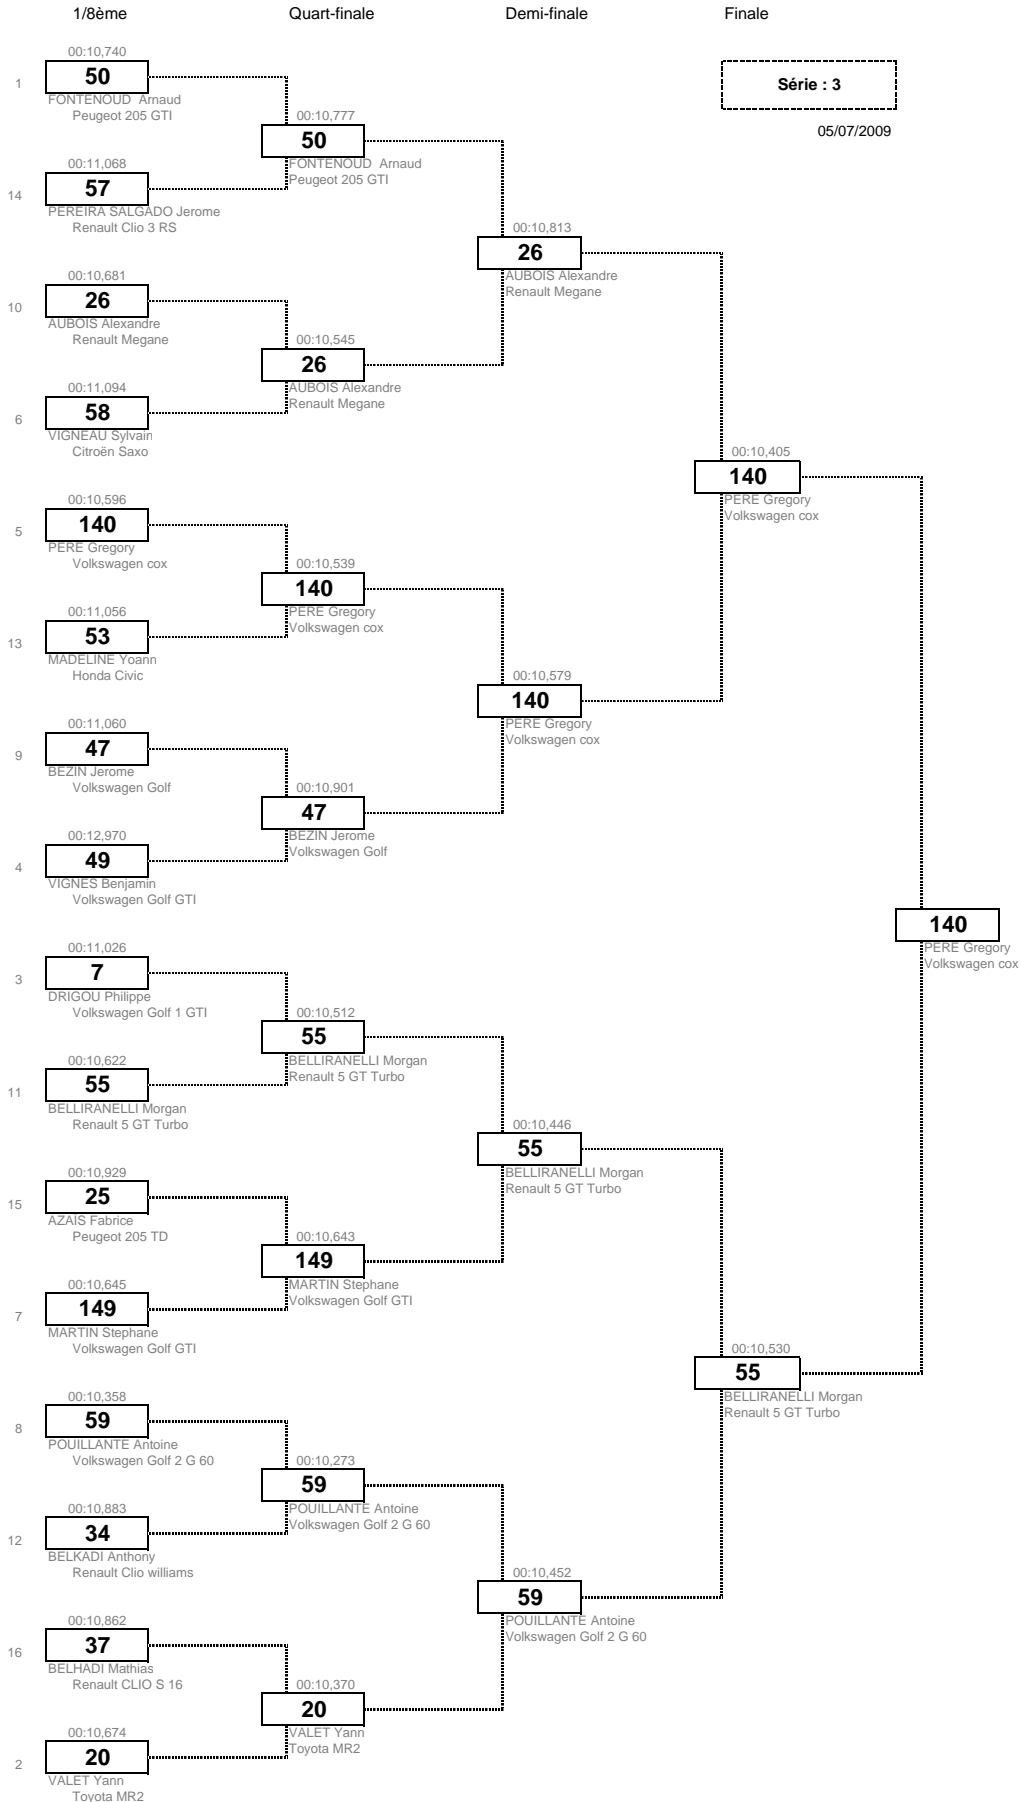 1/8ème
Quart-finale
Demi-finale
Finale
Série : 3
05/07/2009
00:10,740
1
50
FONTENOUD Arnaud
Peugeot 205 GTI
00:11,068
14
57
PEREIRA SALGADO Jerome
Renault Clio 3 RS
00:10,681
10
26
AUBOIS Alexandre
Renault Megane
00:11,094
6
58
VIGNEAU Sylvain
Citroën Saxo
00:10,596
5
140
PERE Gregory
Volkswagen cox
00:11,056
13
53
MADELINE Yoann
Honda Civic
00:11,060
9
47
BEZIN Jerome
Volkswagen Golf
00:12,970
4
49
VIGNES Benjamin
Volkswagen Golf GTI
00:11,026
3
7
DRIGOU Philippe
Volkswagen Golf 1 GTI
00:10,622
11
55
BELLIRANELLI Morgan
Renault 5 GT Turbo
00:10,929
15
25
AZAIS Fabrice
Peugeot 205 TD
00:10,645
7
149
MARTIN Stephane
Volkswagen Golf GTI
00:10,358
8
59
POUILLANTE Antoine
Volkswagen Golf 2 G 60
00:10,883
12
34
BELKADI Anthony
Renault Clio williams
00:10,862
16
37
BELHADI Mathias
Renault CLIO S 16
00:10,674
2
20
VALET Yann
Toyota MR2
00:10,777
50
FONTENOUD Arnaud
Peugeot 205 GTI
00:10,545
26
AUBOIS Alexandre
Renault Megane
00:10,539
140
PERE Gregory
Volkswagen cox
00:10,901
47
BEZIN Jerome
Volkswagen Golf
00:10,512
55
BELLIRANELLI Morgan
Renault 5 GT Turbo
00:10,643
149
MARTIN Stephane
Volkswagen Golf GTI
00:10,273
59
POUILLANTE Antoine
Volkswagen Golf 2 G 60
00:10,370
20
VALET Yann
Toyota MR2
00:10,813
26
AUBOIS Alexandre
Renault Megane
00:10,579
140
PERE Gregory
Volkswagen cox
00:10,446
55
BELLIRANELLI Morgan
Renault 5 GT Turbo
00:10,452
59
POUILLANTE Antoine
Volkswagen Golf 2 G 60
00:10,405
140
PERE Gregory
Volkswagen cox
00:10,530
55
BELLIRANELLI Morgan
Renault 5 GT Turbo
140
PERE Gregory
Volkswagen cox